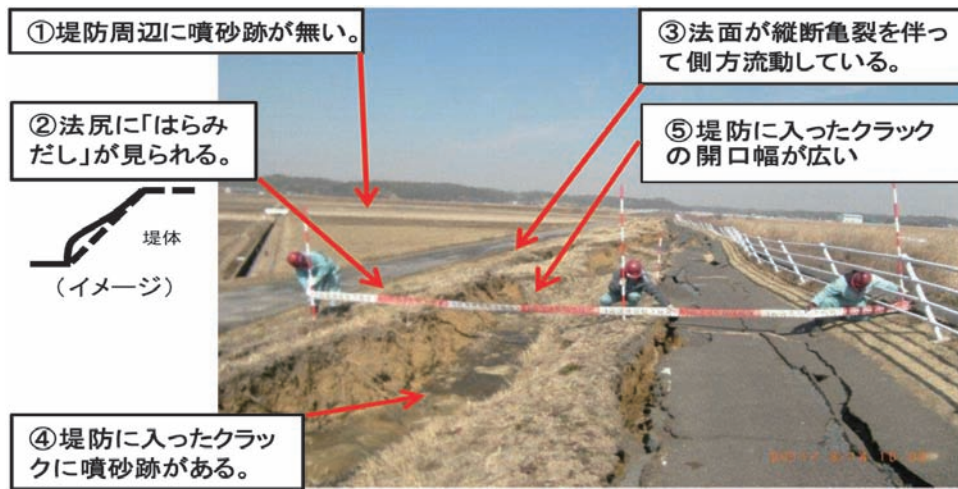 ①堤防周辺に噴砂跡が無い。
③法面が縦断亀裂を伴っ
て側方流動している。
②法尻に「はらみ
だし」が見られる。
⑤堤防に入ったクラック
の開口幅が広い
堤体
（イメージ）
④堤防に入ったクラッ
クに噴砂跡がある。